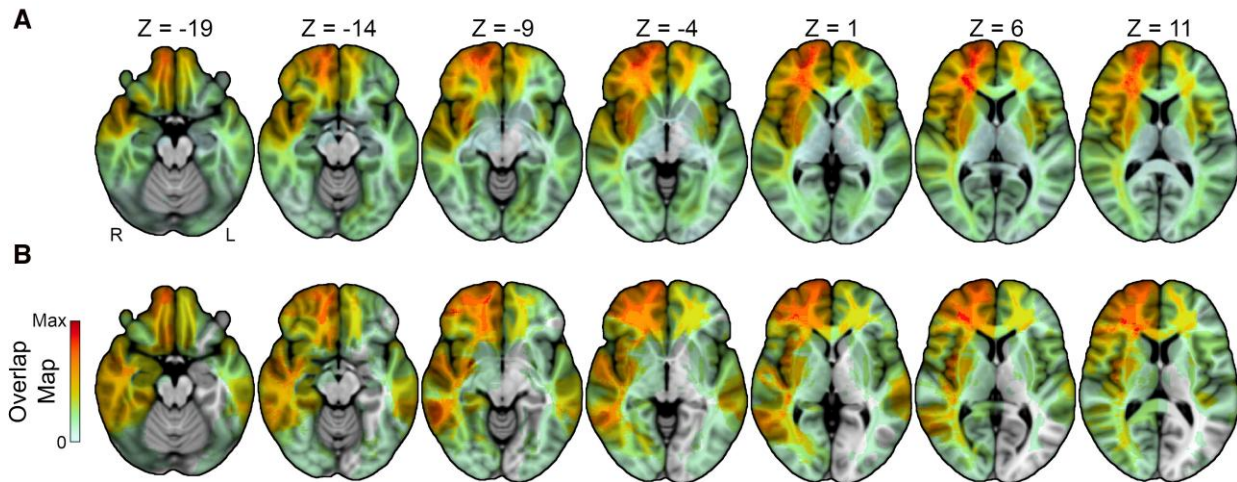 A
Z = -19 Z = -14 Z = -9 Z = -4 Z = 1 Z = 6 Z = 11
R L
B
Max
Overlap
Map
0